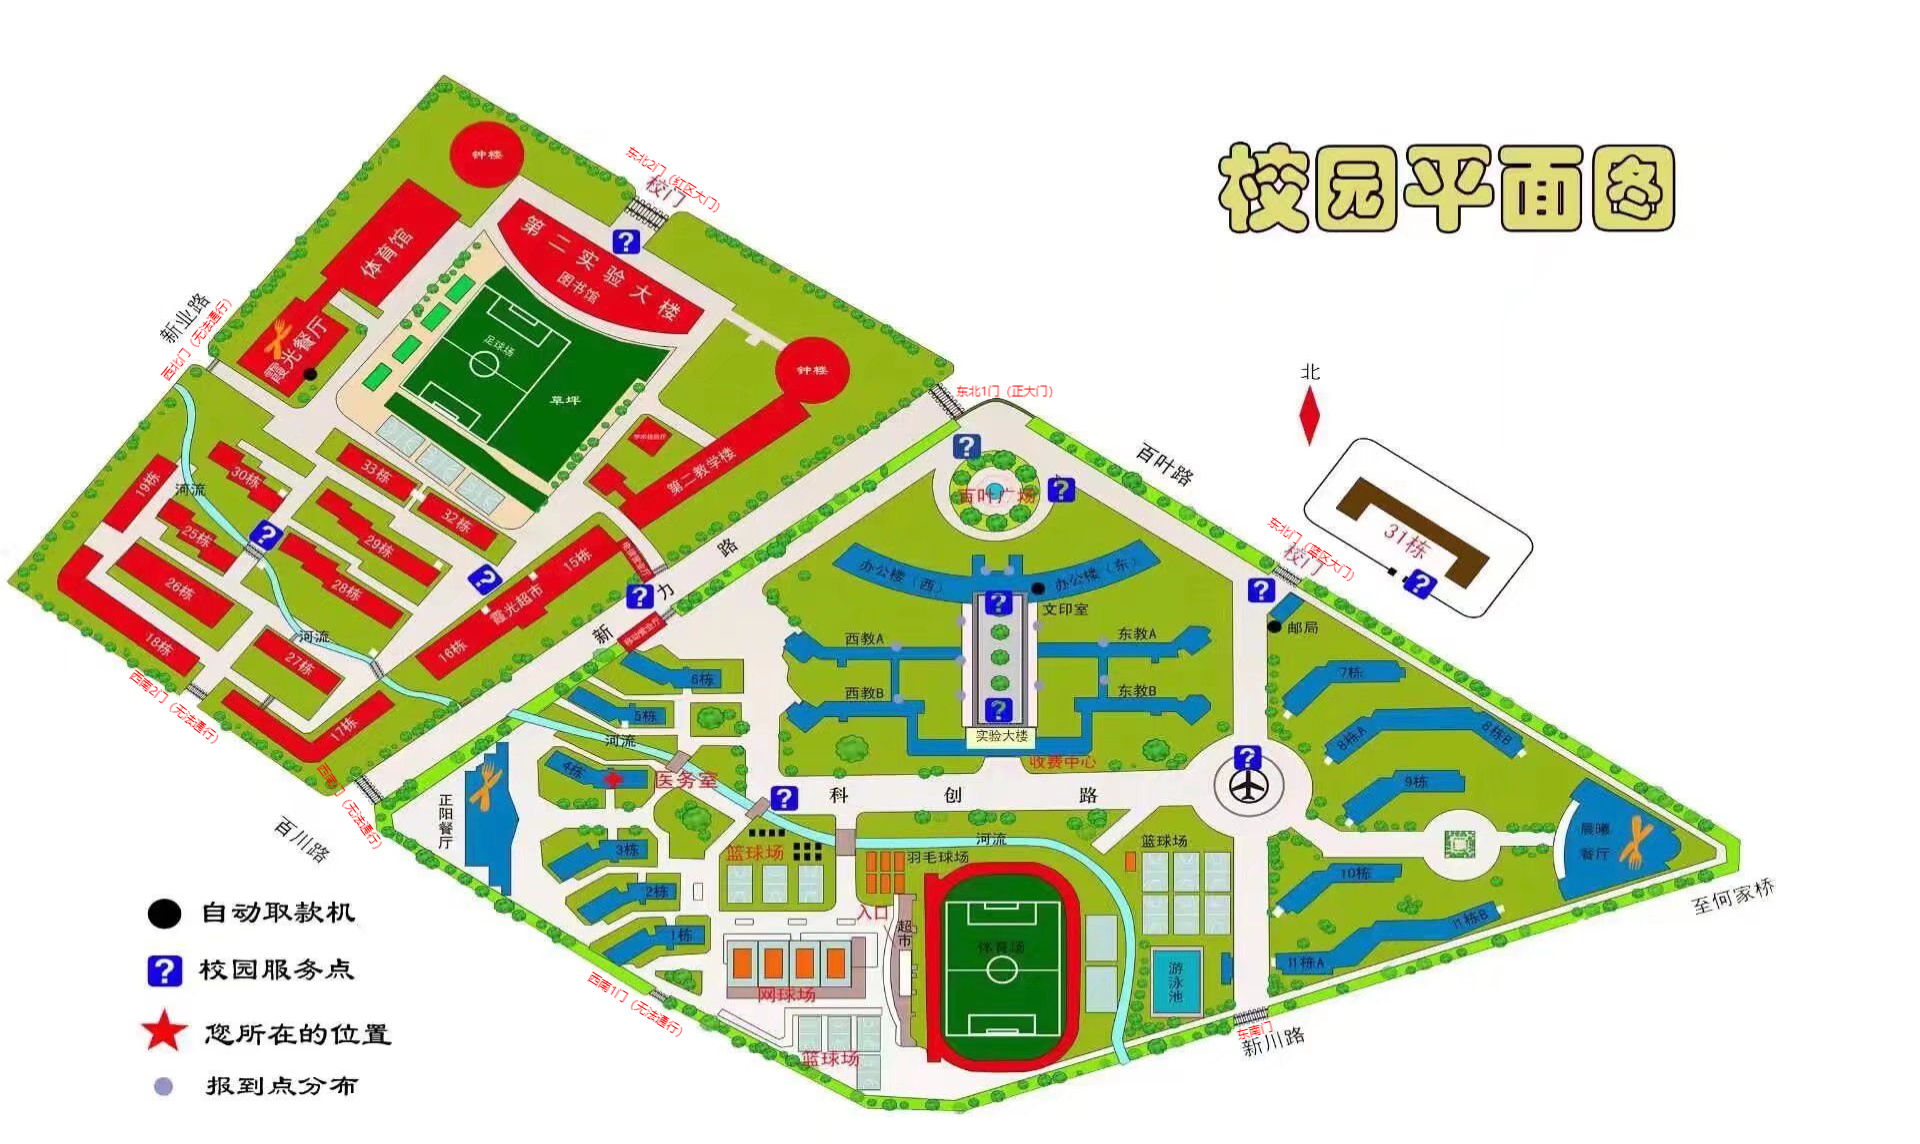 校园平面图
钟楼
东北2门（红区大门）
校门
体育馆
第二实验大楼
图书馆
新业路
西北门（无法通行）
霞光餐厅
足球场
草坪
钟楼
第二教学楼
东北1门（正大门）
北
百叶路
百叶广场
31栋
东北门（蓝区大门）
校门
19栋
河流
30栋
33栋
32栋
25栋
29栋
26栋
28栋
15栋
霞光超市
16栋
18栋
河流
27栋
17栋
西南2门（无法通行）
新力路
移动营业厅
办公楼（西）
办公楼（东）
文印室
邮局
西教A
东教A
西教B
东教B
实验大楼
收费中心
6栋
5栋
河流
4栋
医务室
7栋
8栋A
8栋B
9栋
科创路
正阳餐厅
3栋
2栋
1栋
篮球场
羽毛球场
河流
篮球场
入口
超市
体育场
游泳池
网球场
篮球场
10栋
11栋A
11栋B
晨曦餐厅
至何家桥
百川路
西南1门（无法通行）
东南门
新川路
自动取款机
校园服务点
您所在的位置
报到点分布